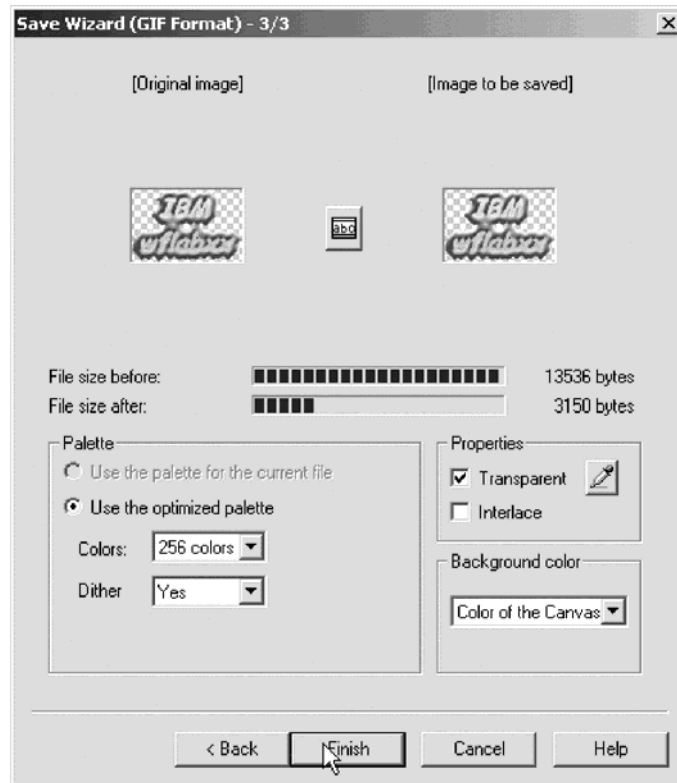 Save Wizard (GIF Format) - 3/3
[Original image] [Image to be saved]
IBM IBM
wflabxx abc wflabxx
File size before: 13536 bytes
File size after: 3150 bytes
Palette
Use the palette for the current file
Use the optimized palette
Colors: 256 colors
Dither Yes
Properties
Transparent
Interlace
Background color
Color of the Canvas
< Back Finish Cancel Help